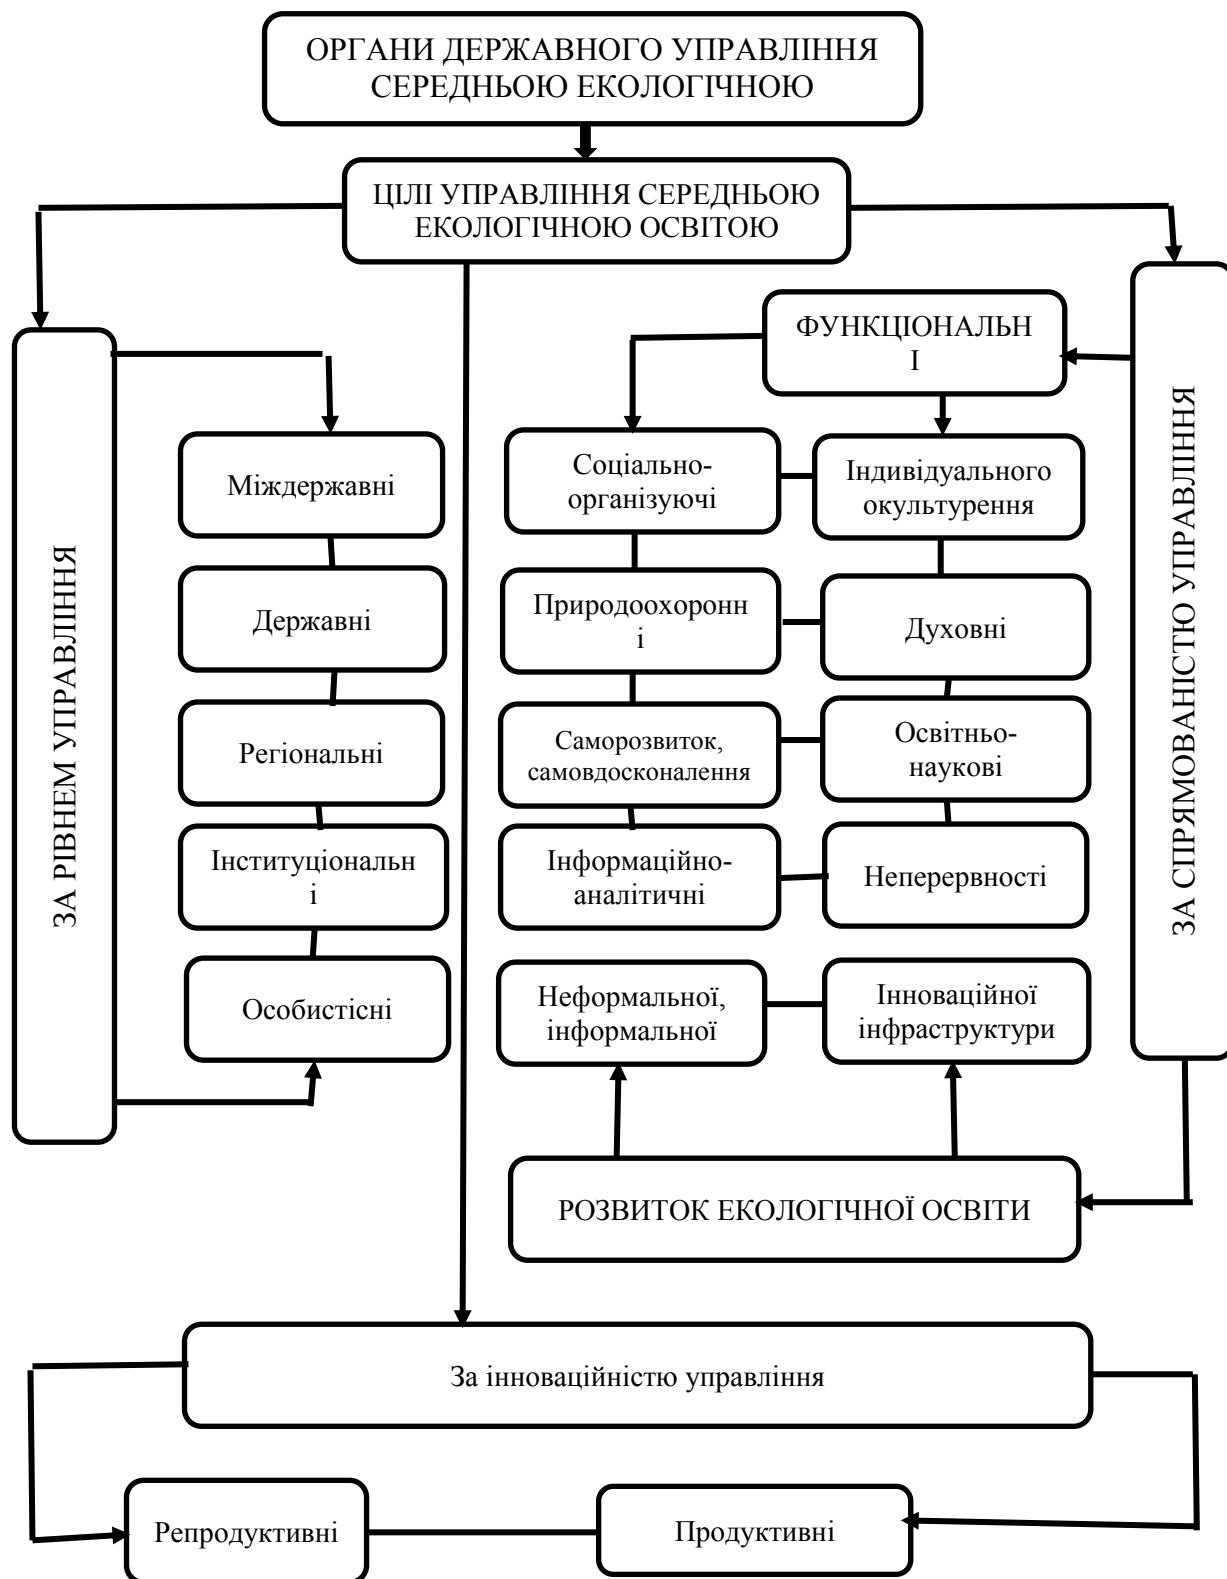 ОРГАНИ ДЕРЖАВНОГО УПРАВЛІННЯ
СЕРЕДНЬОЮ ЕКОЛОГІЧНОЮ
ЦІЛІ УПРАВЛІННЯ СЕРЕДНЬОЮ
ЕКОЛОГІЧНОЮ ОСВІТОЮ
ЗА РІВНЕМ УПРАВЛІННЯ
Міждержавні
Державні
Регіональні
Інституціональн
і
Особистісні
ФУНКЦІОНАЛЬН
І
Соціально-
організуючі
Індивідуального
окультурення
Природоохоронн
і
Духовні
Саморозвиток,
самовдосконалення
Освітньо-
наукові
Інформаційно-
аналітичні
Неперервності
Неформальної,
інформальної
Інноваційної
інфраструктури
РОЗВИТОК ЕКОЛОГІЧНОЇ ОСВІТИ
ЗА СПРЯМОВАНІСТЮ УПРАВЛІННЯ
За інноваційністю управління
Репродуктивні
Продуктивні